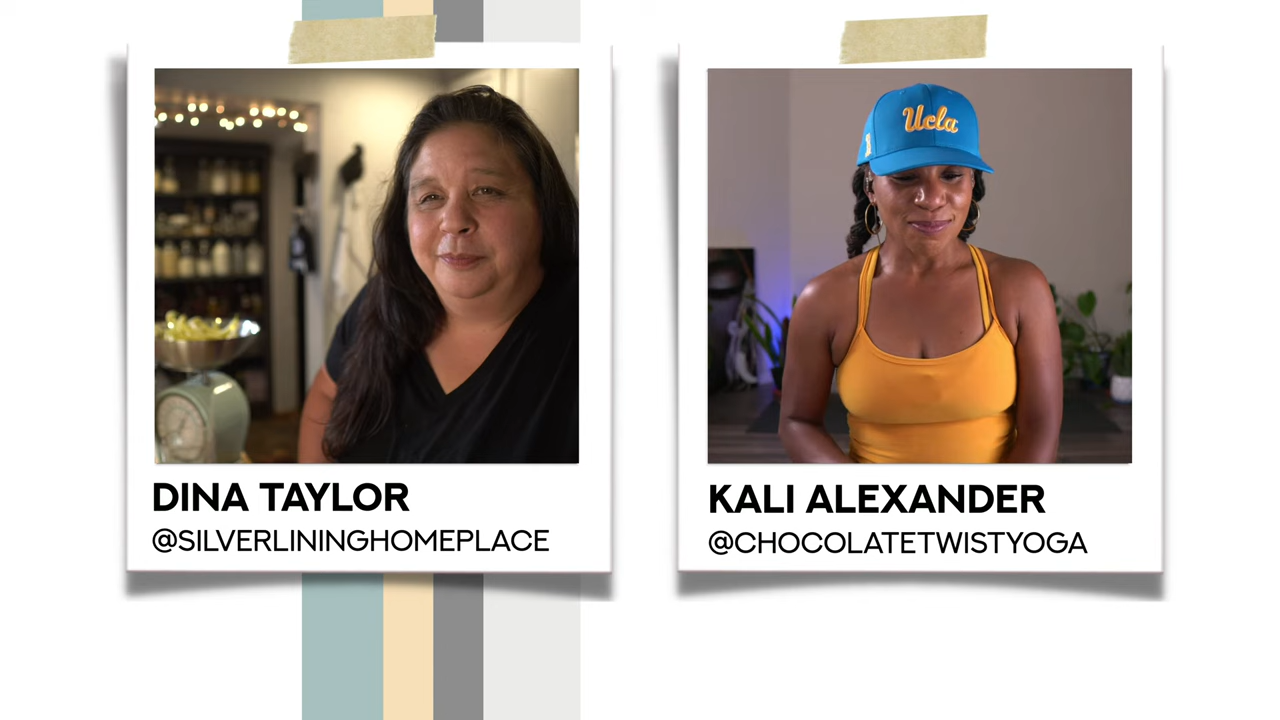 Ucla
DINA TAYLOR
@SILVERLININGHOMEPLACE
KALI ALEXANDER
@CHOCOLATETWISTYOGA